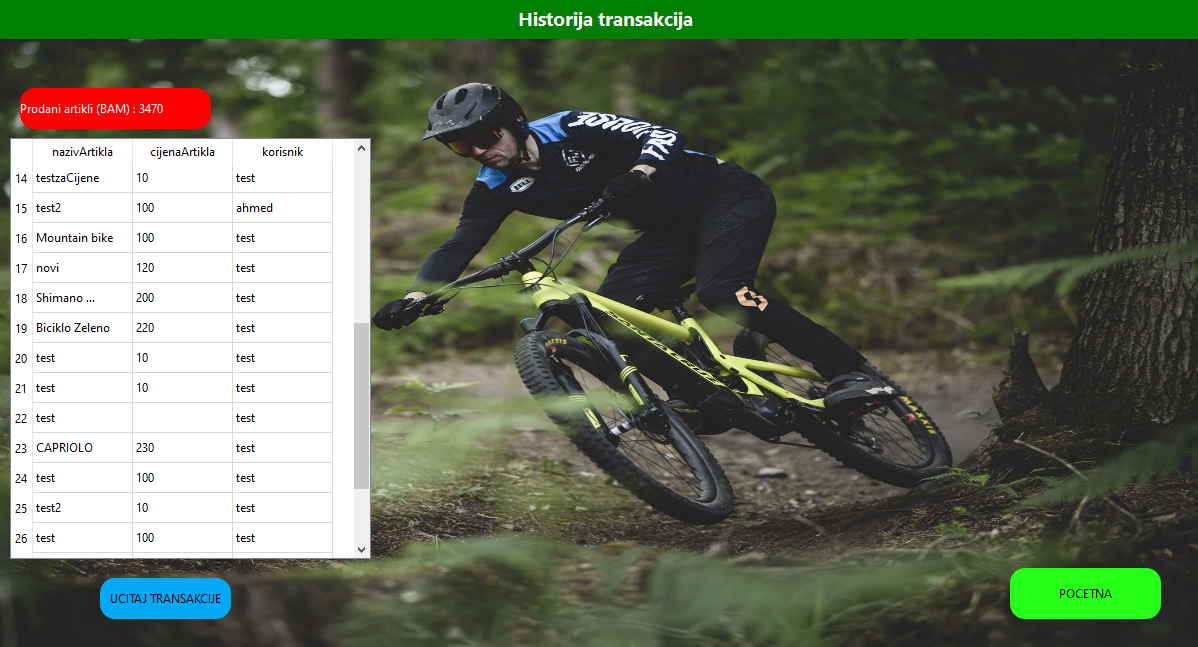 Historija transakcija
Prodani artikli (BAM) : 3470
nazivArtikla cijenaArtikla korisnik
14 testzaCijene 10 test
15 test2 100 ahmed
16 Mountain bike 100 test
17 novi 120 test
18 Shimano ... 200 test
19 Biciklo Zeleno 220 test
20 test 10 test
21 test 10 test
22 test test
23 CAPRIOLO 230 test
24 test 100 test
25 test2 10 test
26 test 100 test
UCITAJ TRANSAKCIJE
POCETNA